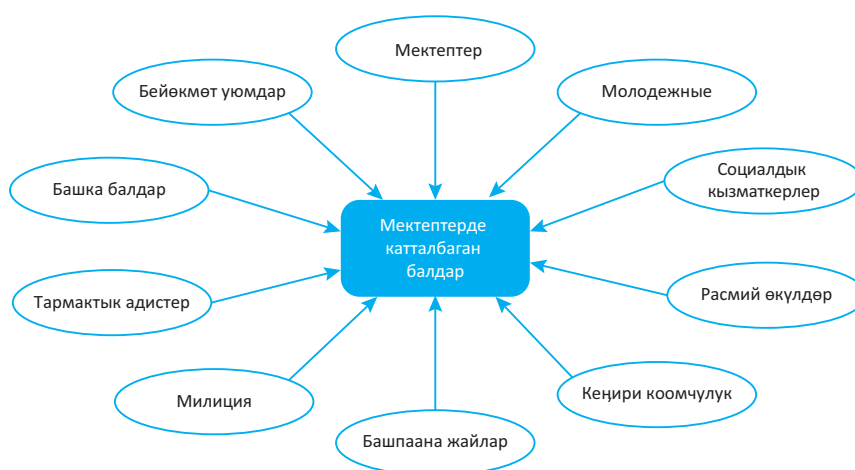 Мектептер
Бейөкмөт уюмдар
Молодежные
Башка балдар
Социалдык
кызматкерлер
Мектептерде
катталбаган
балдар
Тармактык адистер
Расмий өкүлдөр
Милиция
Кеңири коомчулук
Башпаана жайлар